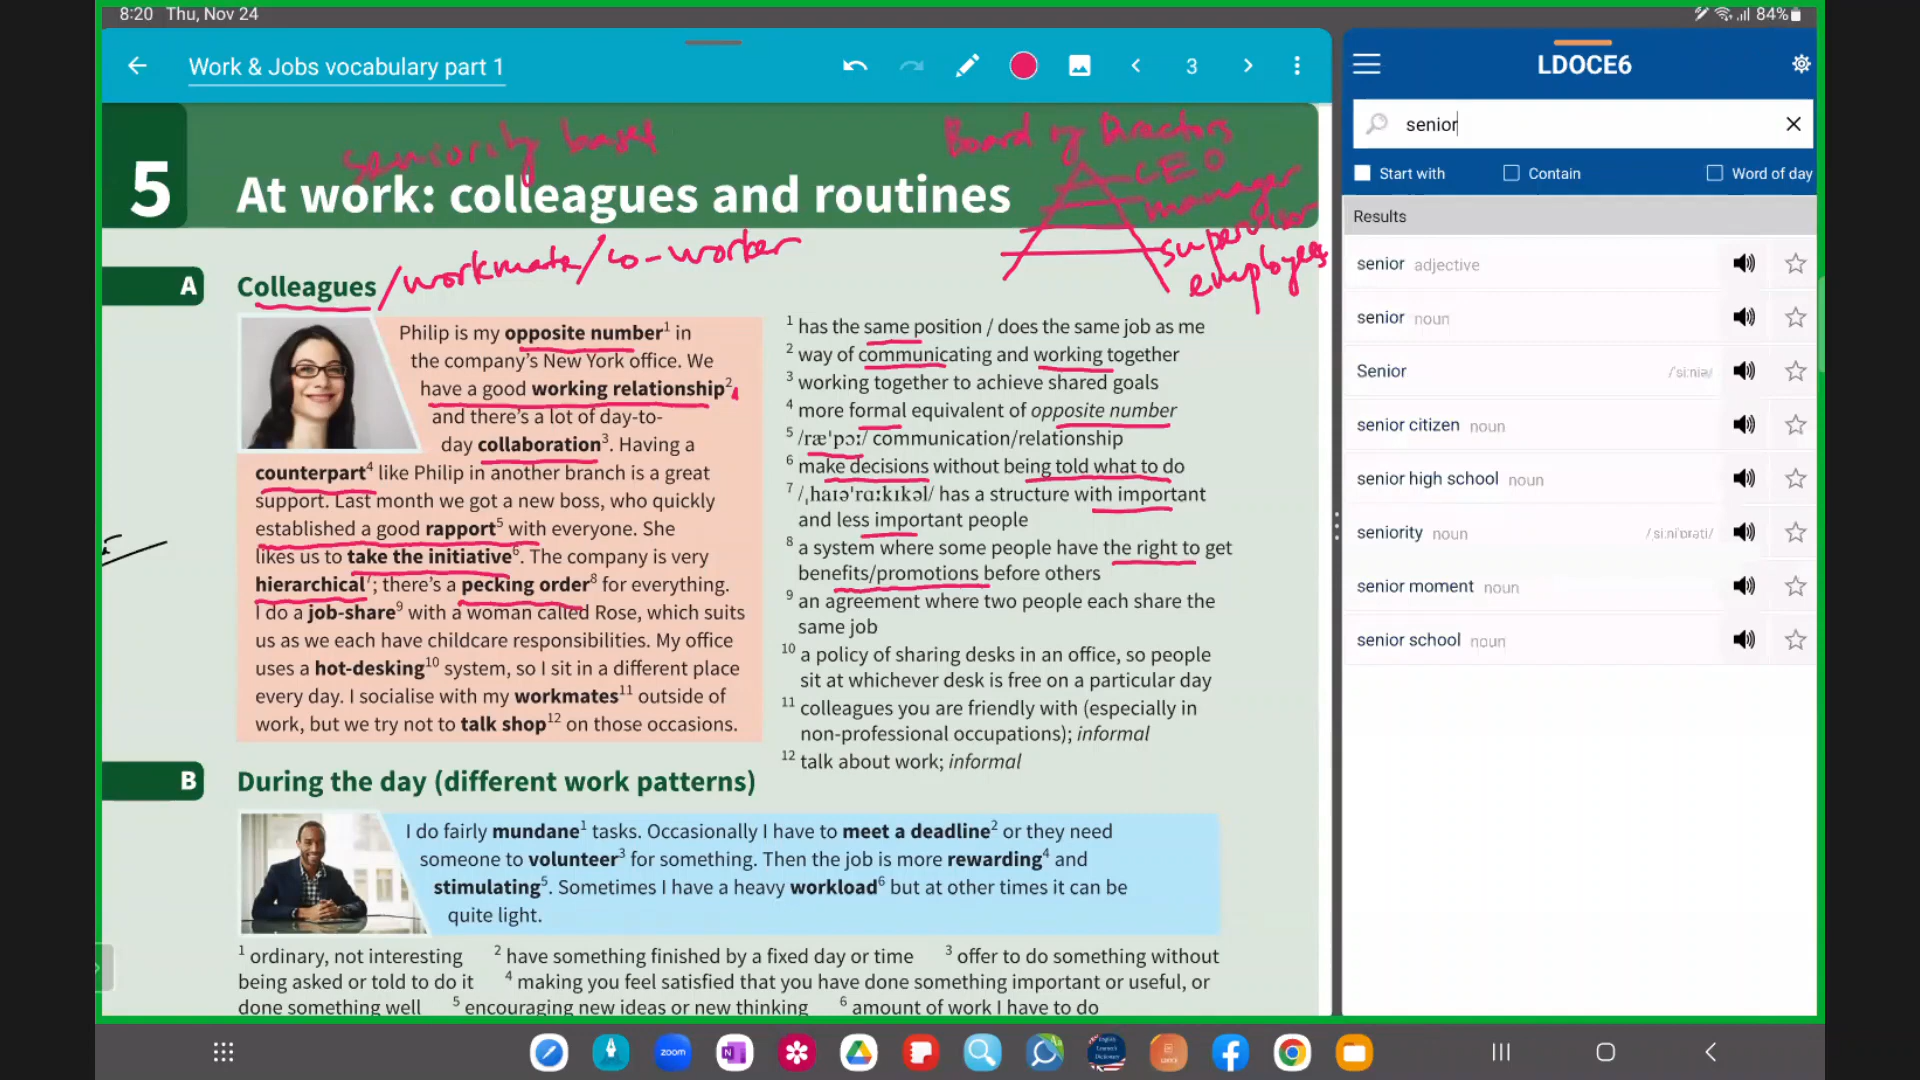 8:20 Thu, Nov 24
84%
Work & Jobs vocabulary part 1
3
5
seniority
Board of Directors
CEO
manager
supervisor
employees
At work: colleagues and routines
A
Colleagues /workmate/co-worker
Philip is my opposite number1 in
the company's New York office. We
have a good working relationship2,
and there's a lot of day-to-
day collaboration3. Having a
counterpart4 like Philip in another branch is a great
support. Last month we got a new boss, who quickly
established a good rapport5 with everyone. She
likes us to take the initiative6. The company is very
hierarchical7; there's a pecking order8 for everything.
I do a job-share9 with a woman called Rose, which suits
us as we each have childcare responsibilities. My office
uses a hot-desking10 system, so I sit in a different place
every day. I socialise with my workmates11 outside of
work, but we try not to talk shop12 on those occasions.
1 has the same position / does the same job as me
2 way of communicating and working together
3 working together to achieve shared goals
4 more formal equivalent of opposite number
5 /ræˈpɔː/ communication/relationship
6 make decisions without being told what to do
7 /ˌhaɪəˈrɑːkɪkəl/ has a structure with important
and less important people
8 a system where some people have the right to get
benefits/promotions before others
9 an agreement where two people each share the
same job
10 a policy of sharing desks in an office, so people
sit at whichever desk is free on a particular day
11 colleagues you are friendly with (especially in
non-professional occupations); informal
12 talk about work; informal
B
During the day (different work patterns)
I do fairly mundane1 tasks. Occasionally I have to meet a deadline2 or they need
someone to volunteer3 for something. Then the job is more rewarding4 and
stimulating5. Sometimes I have a heavy workload6 but at other times it can be
quite light.
1 ordinary, not interesting 2 have something finished by a fixed day or time 3 offer to do something without
being asked or told to do it 4 making you feel satisfied that you have done something important or useful, or
done something well 5 encouraging new ideas or new thinking 6 amount of work I have to do
LDOCE6
senior
Start with Contain Word of day
Results
senior adjective
senior noun
Senior /ˈsiːniə/
senior citizen noun
senior high school noun
seniority noun /ˌsiːniˈɒrəti/
senior moment noun
senior school noun
zoom